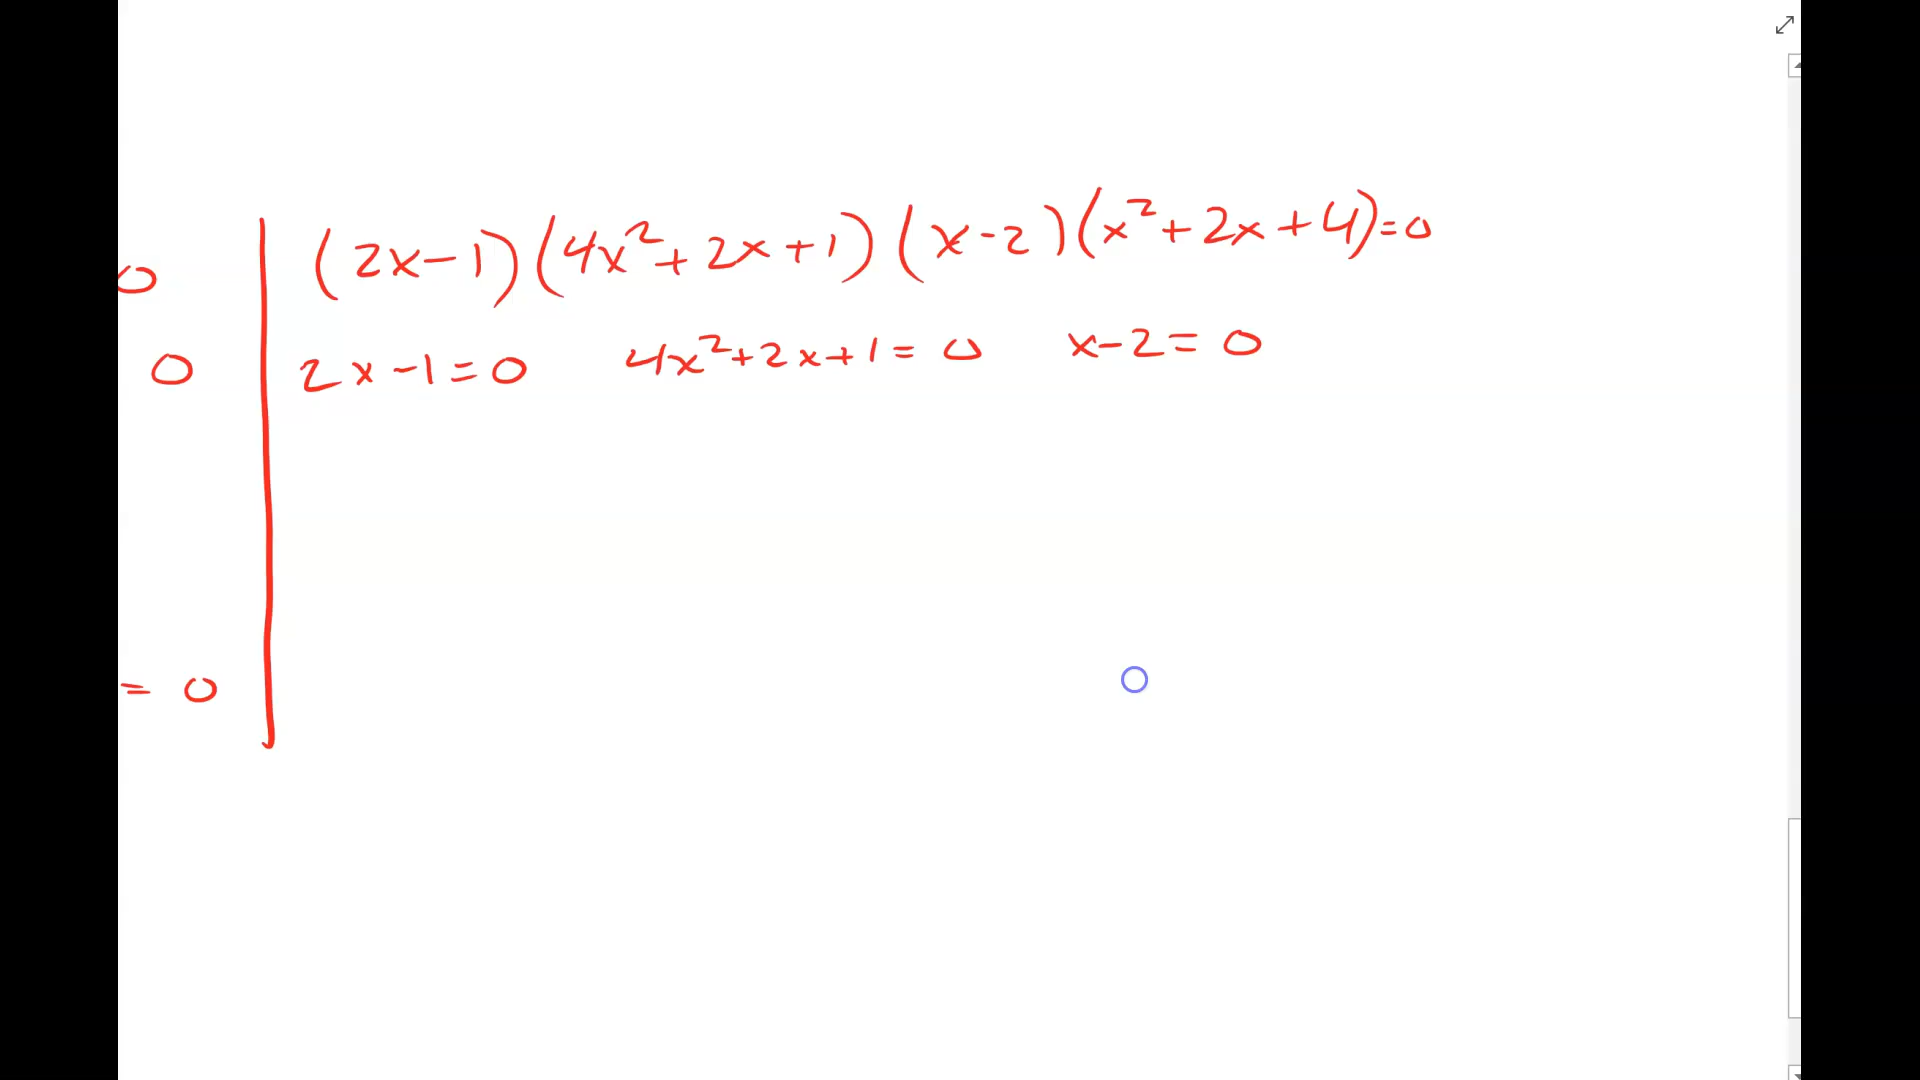 (2x-1)(4x²+2x+1)(x-2)(x²+2x+4)=0
0
0 2x-1=0 4x²+2x+1=0 x-2=0
= 0